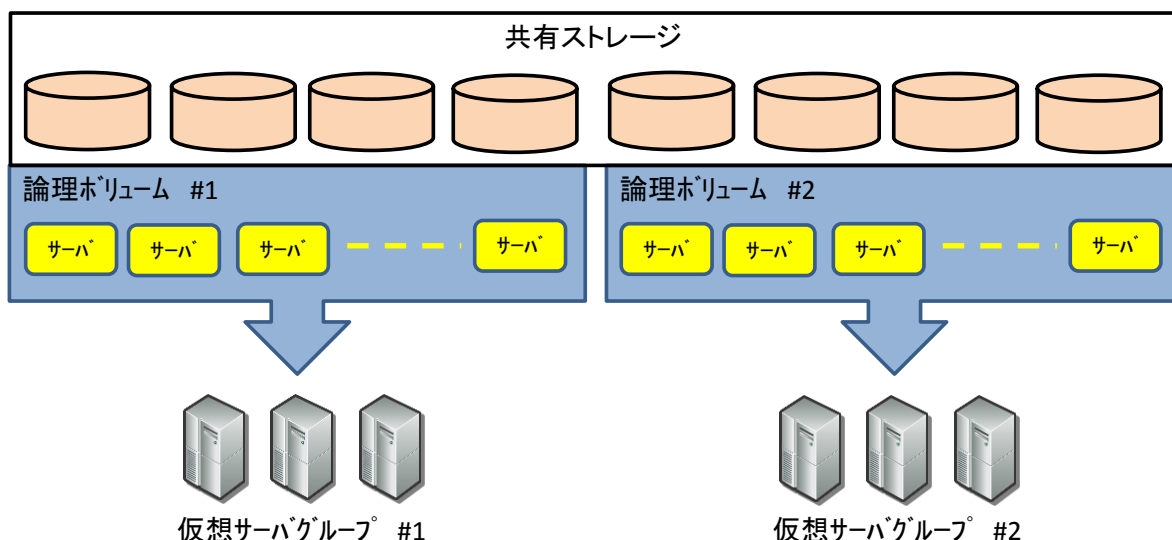 共有ストレージ
論理ボリューム #1
論理ボリューム #2
サーバ
サーバ
サーバ
サーバ
サーバ
サーバ
サーバ
サーバ
仮想サーバグループ #1
仮想サーバグループ #2